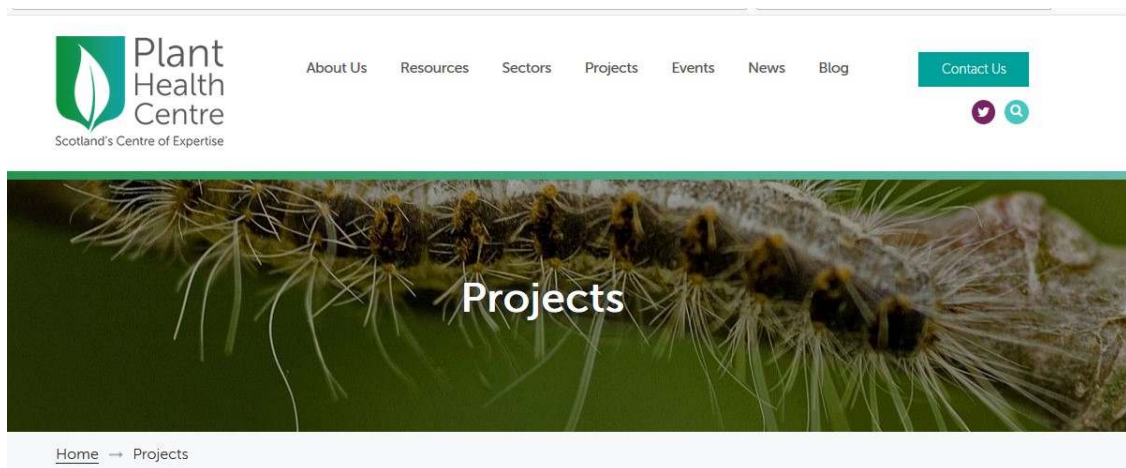 Plant
Health
Centre
Scotland's Centre of Expertise
About Us Resources Sectors Projects Events News Blog
Contact Us
Projects
Home → Projects